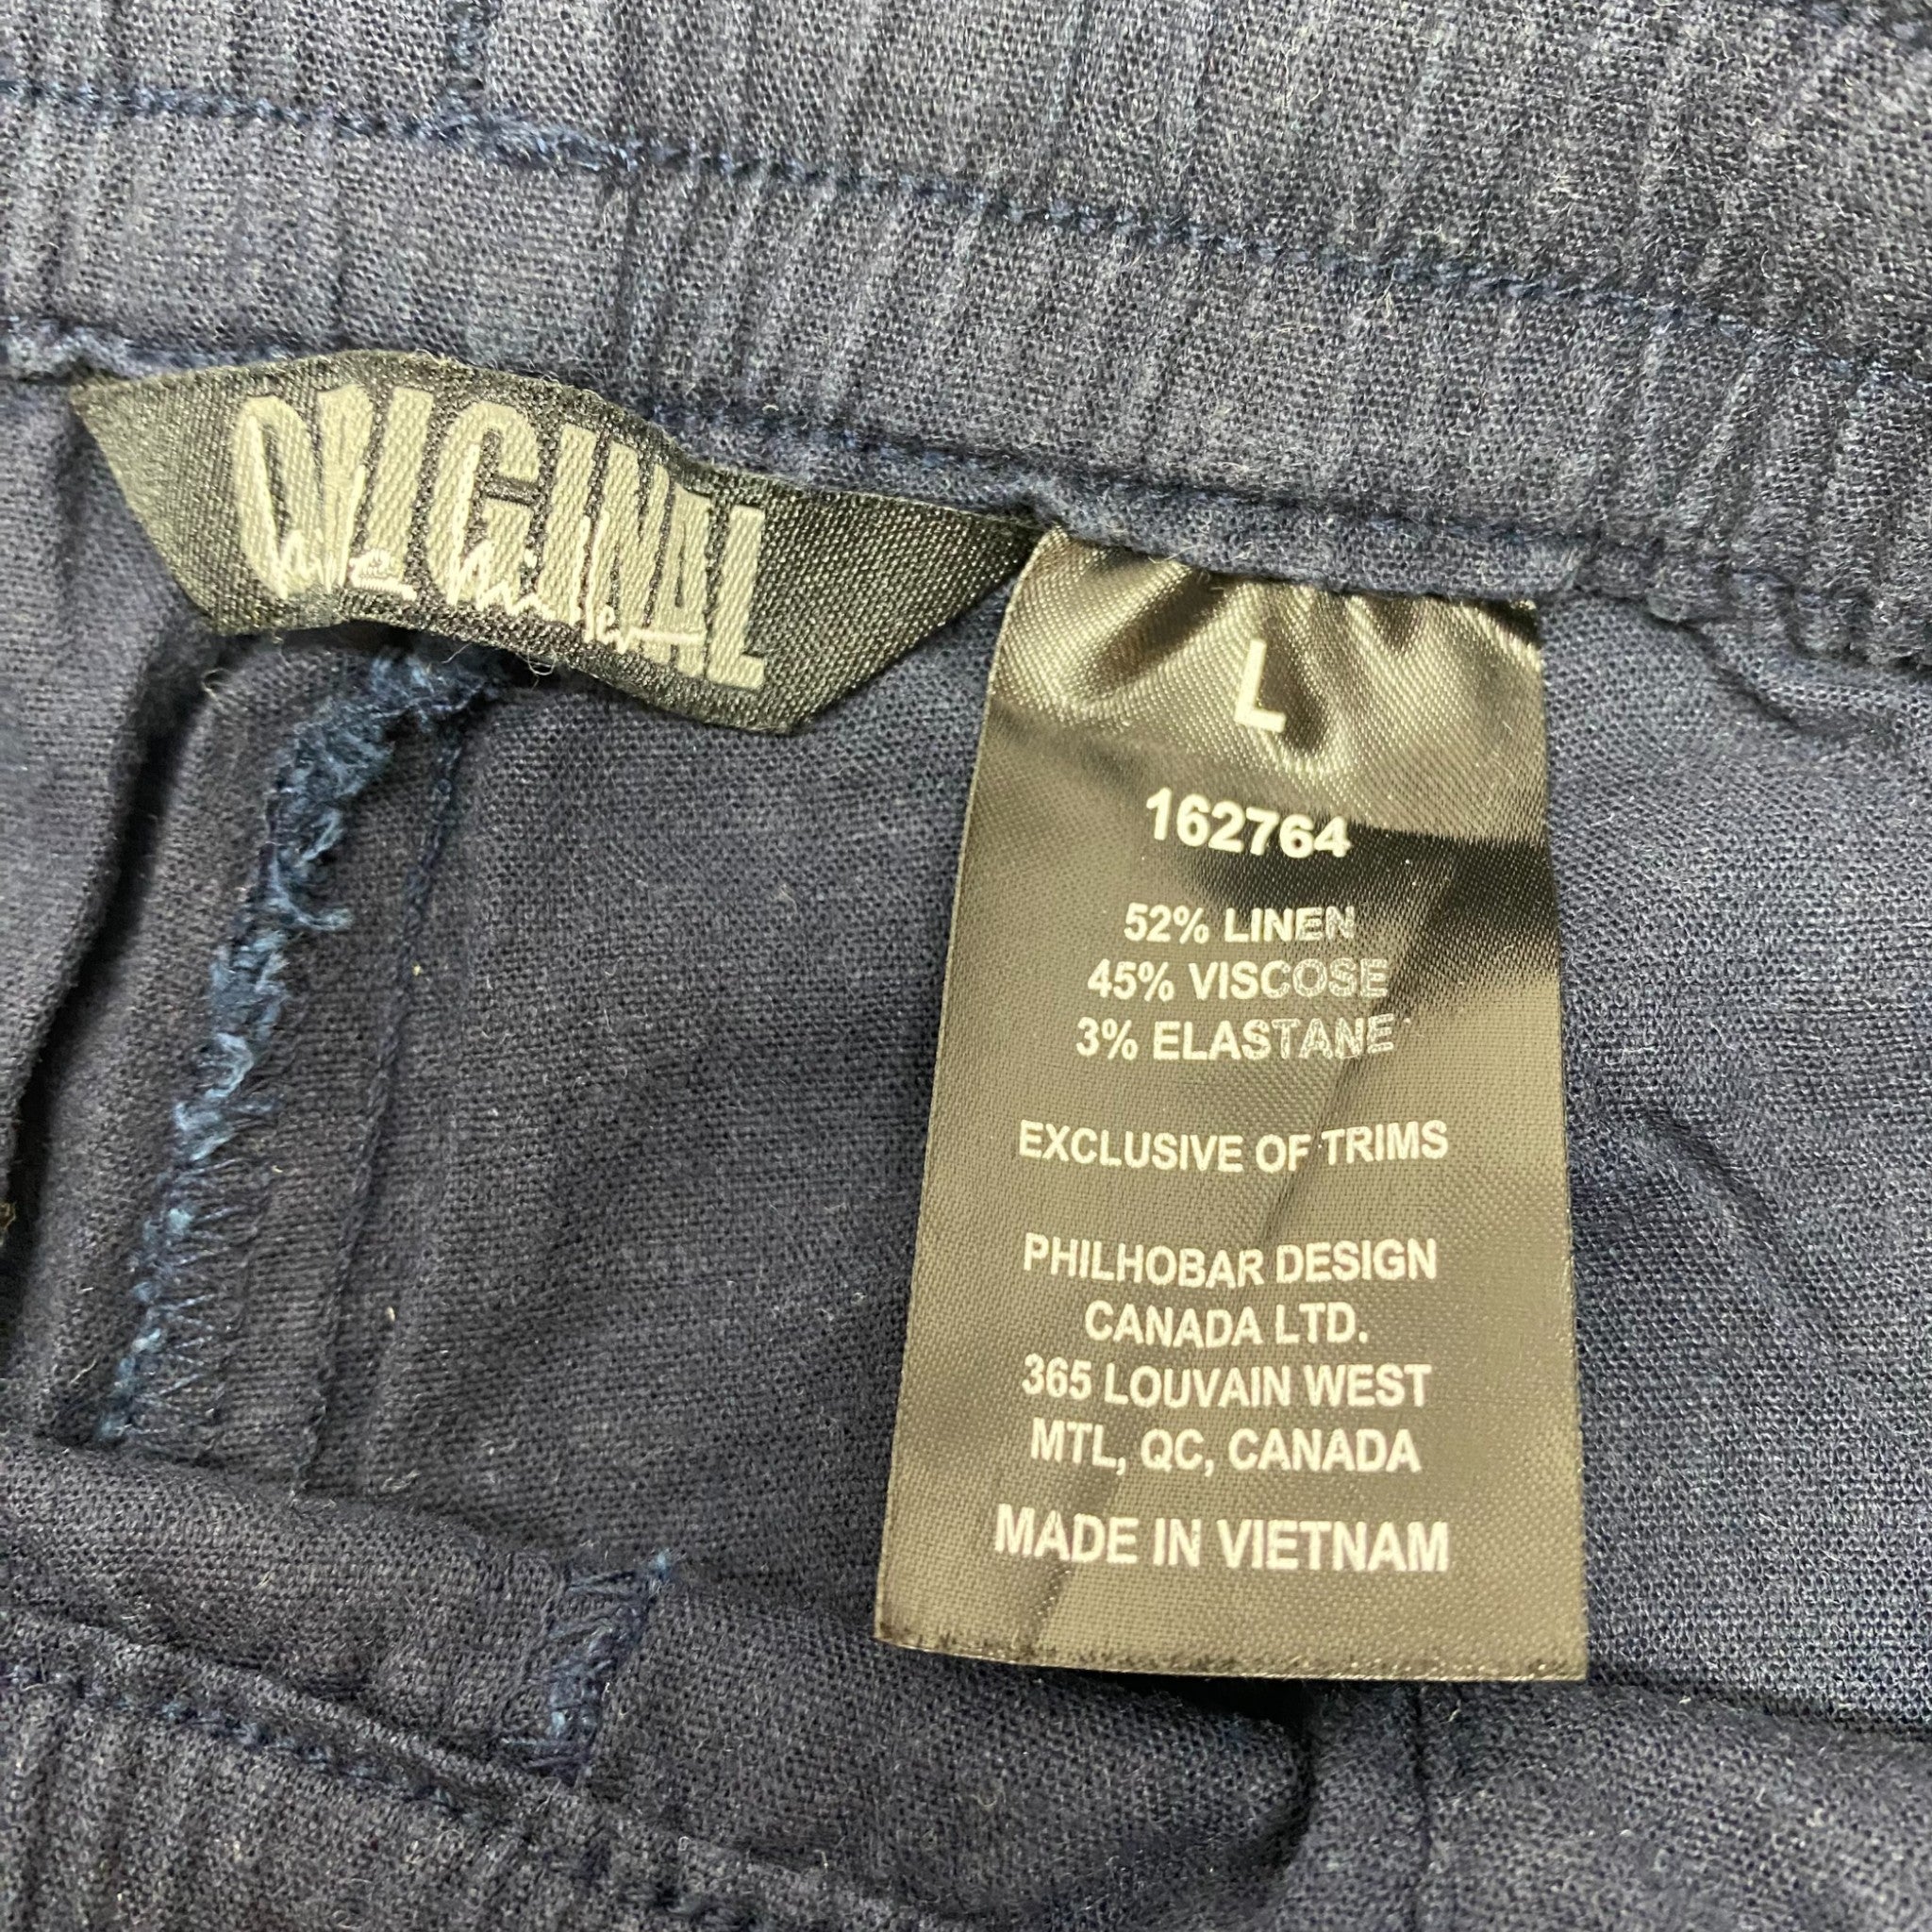 ORIGINAL
L
162764
52% LINEN
45% VISCOSE
3% ELASTANE
EXCLUSIVE OF TRIMS
PHILHOBAR DESIGN
CANADA LTD.
365 LOUVAIN WEST
MTL, QC, CANADA
MADE IN VIETNAM